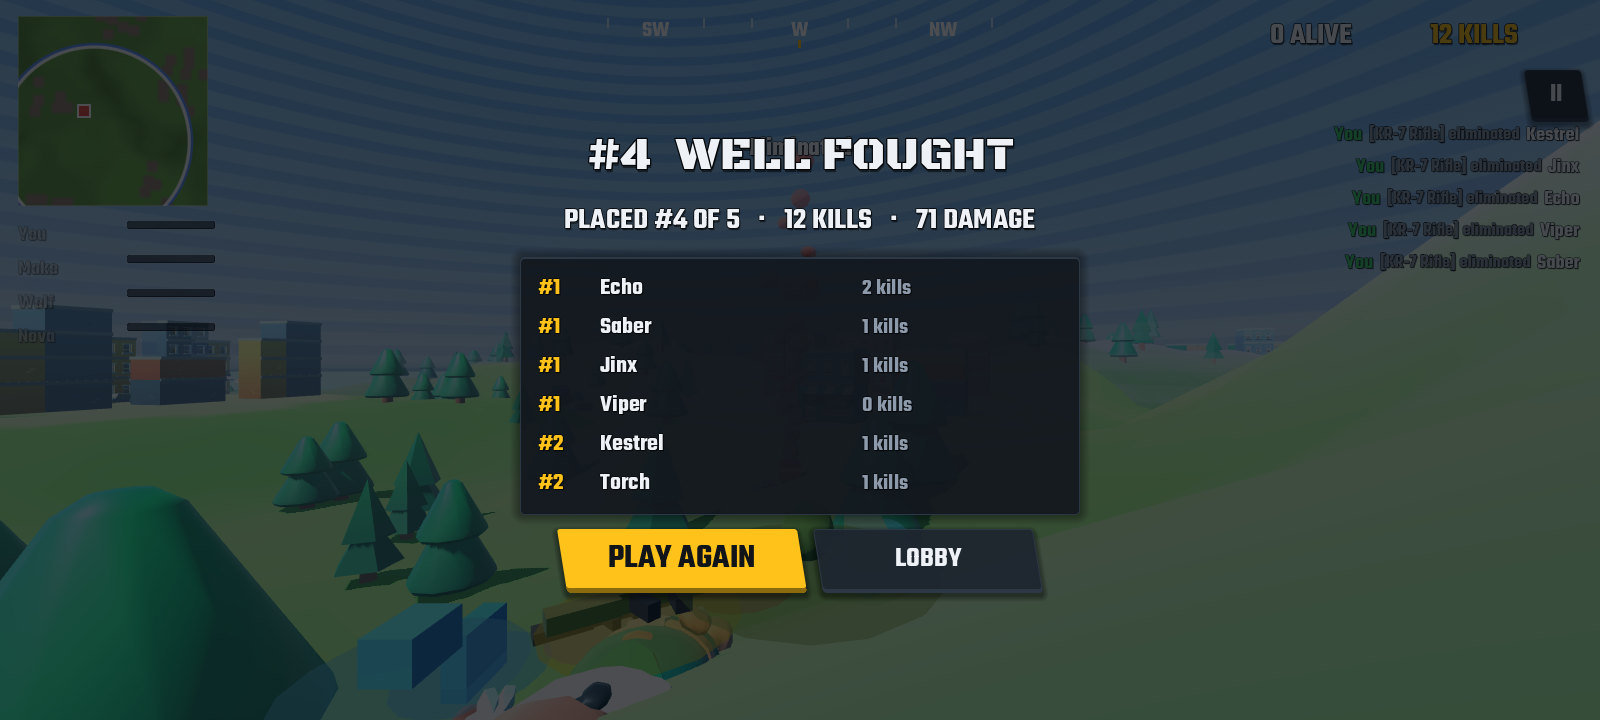 SW W NW
0 ALIVE 12 KILLS
You [KR-7 Rifle] eliminated Kestrel
You [KR-7 Rifle] eliminated Jinx
You [KR-7 Rifle] eliminated Echo
You [KR-7 Rifle] eliminated Viper
You [KR-7 Rifle] eliminated Saber
You
Mako
Wolf
Nova
#4 WELL FOUGHT
PLACED #4 OF 5 · 12 KILLS · 71 DAMAGE
#1 Echo 2 kills
#1 Saber 1 kills
#1 Jinx 1 kills
#1 Viper 0 kills
#2 Kestrel 1 kills
#2 Torch 1 kills
PLAY AGAIN LOBBY